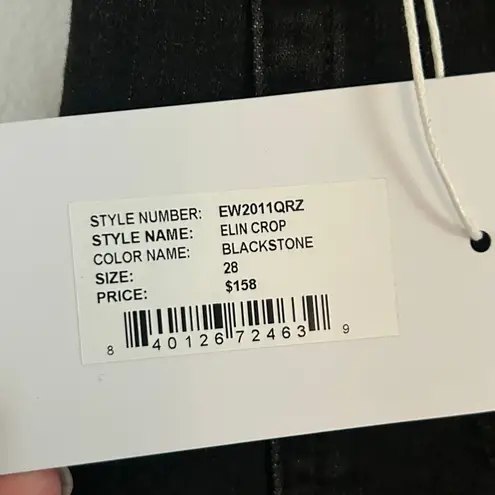 STYLE NUMBER: EW2011QRZ
STYLE NAME: ELIN CROP
COLOR NAME: BLACKSTONE
SIZE: 28
PRICE: $158
8 40126 72463 9